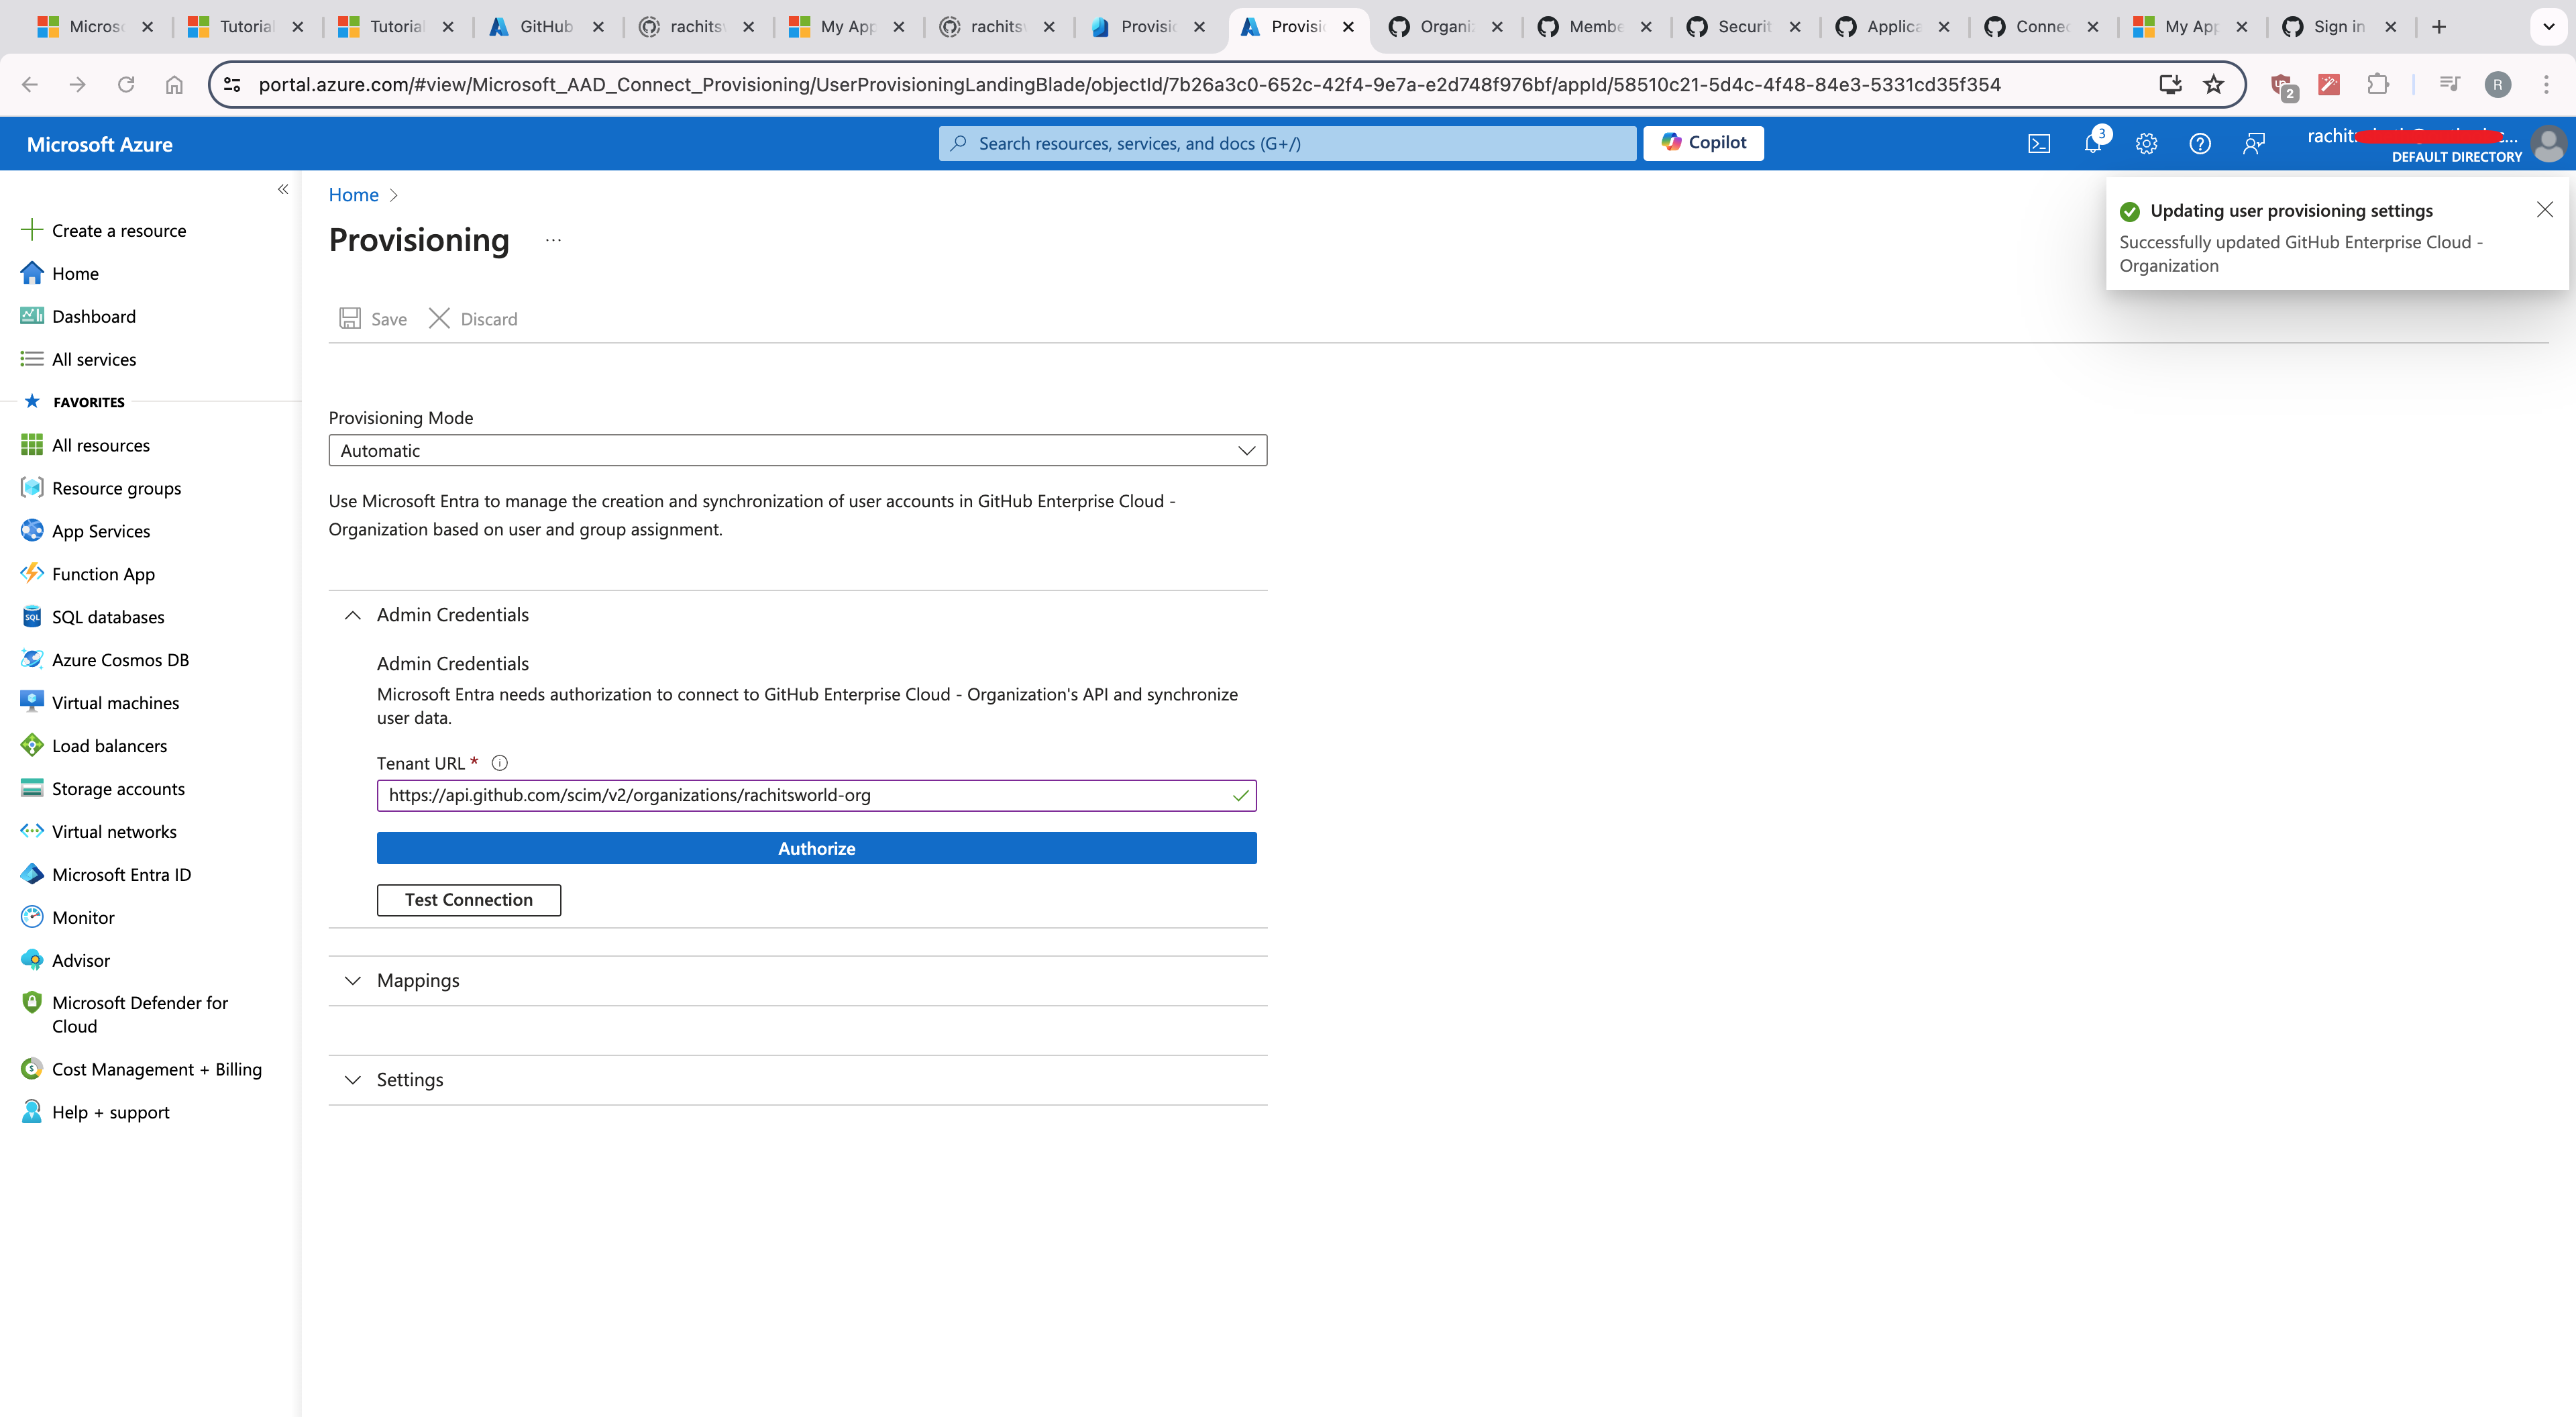 Micros
Tutorial
Tutorial
GitHub
rachitsw
My App
rachitsw
Provisio
Provisio
Organiz
Membe
Securit
Applica
Connec
My App
Sign in
portal.azure.com/#view/Microsoft_AAD_Connect_Provisioning/UserProvisioningLandingBlade/objectId/7b26a3c0-652c-42f4-9e7a-e2d748f976bf/appId/58510c21-5d4c-4f48-84e3-5331cd35f354
2
R
Microsoft Azure
Search resources, services, and docs (G+/)
Copilot
3
DEFAULT DIRECTORY
Create a resource
Home
Dashboard
All services
FAVORITES
All resources
Resource groups
App Services
Function App
SQL databases
Azure Cosmos DB
Virtual machines
Load balancers
Storage accounts
Virtual networks
Microsoft Entra ID
Monitor
Advisor
Microsoft Defender for
Cloud
Cost Management + Billing
Help + support
Home
Provisioning
...
Save
Discard
Updating user provisioning settings
Successfully updated GitHub Enterprise Cloud -
Organization
Provisioning Mode
Automatic
Use Microsoft Entra to manage the creation and synchronization of user accounts in GitHub Enterprise Cloud -
Organization based on user and group assignment.
Admin Credentials
Admin Credentials
Microsoft Entra needs authorization to connect to GitHub Enterprise Cloud - Organization's API and synchronize
user data.
Tenant URL *
https://api.github.com/scim/v2/organizations/rachitsworld-org
Authorize
Test Connection
Mappings
Settings